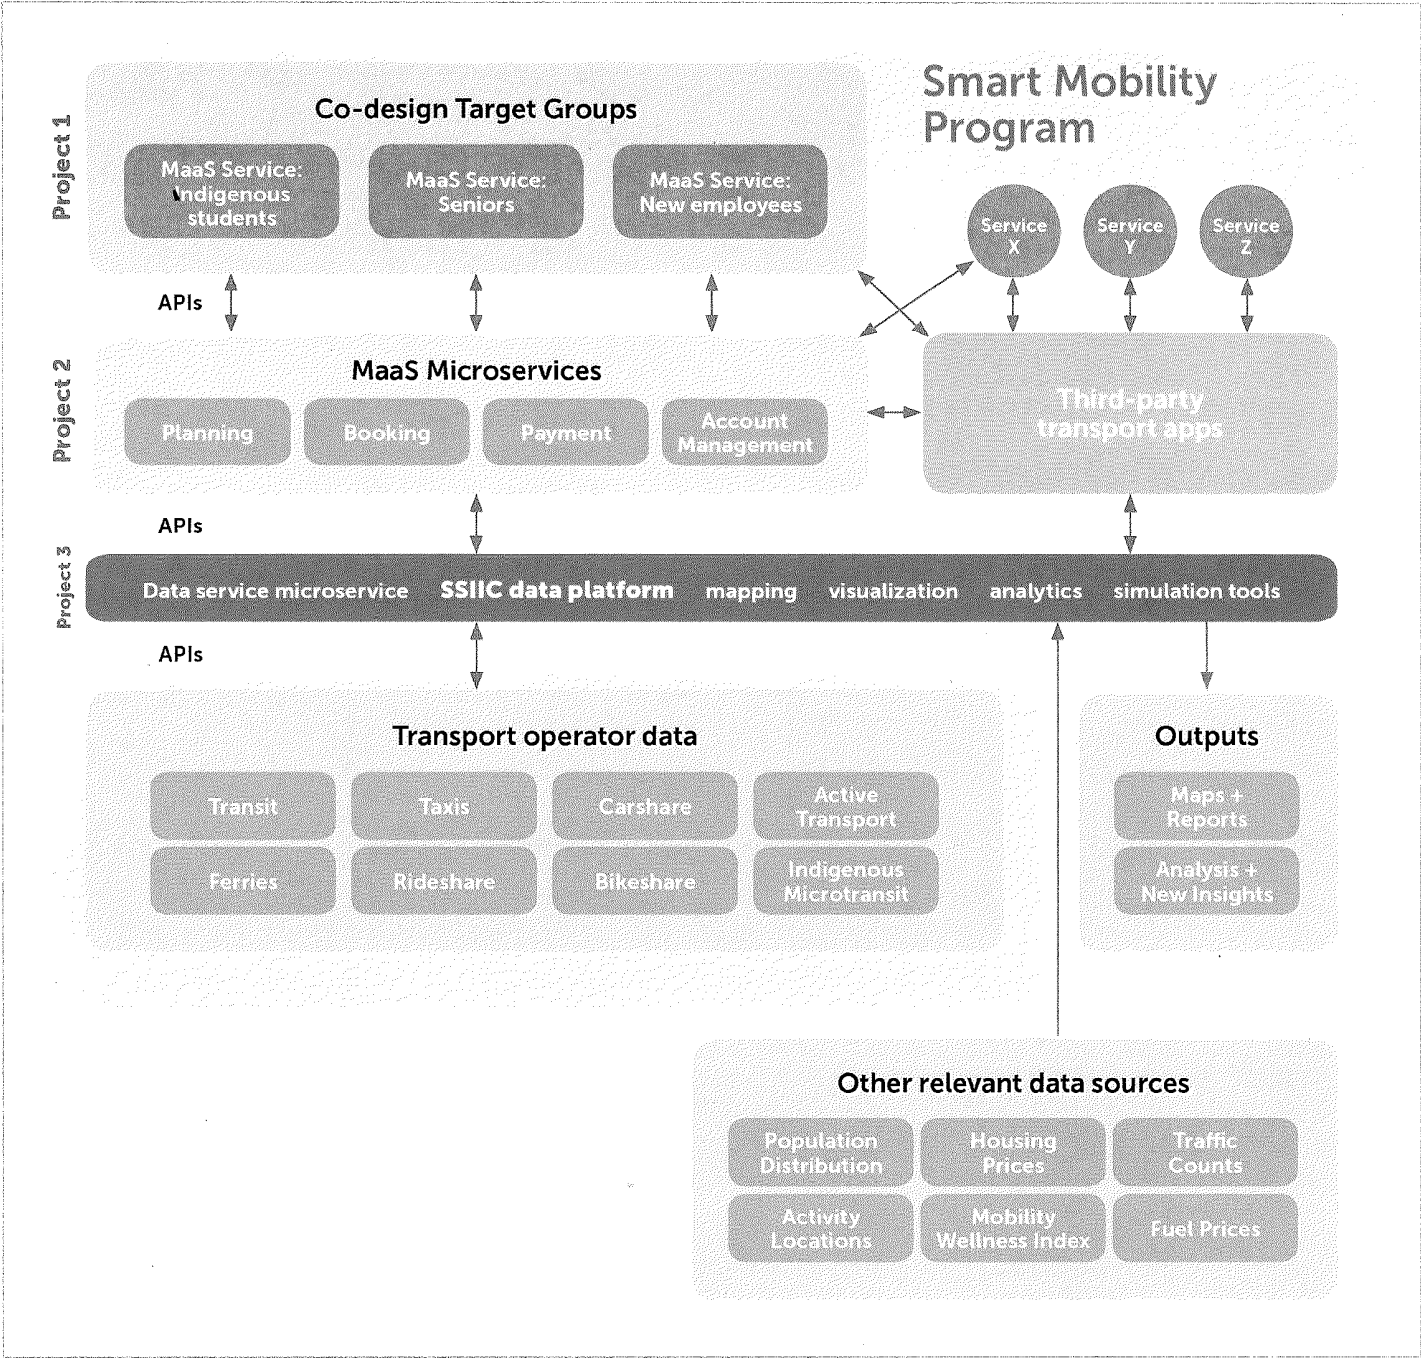 Smart Mobility
Program
Project 1
Co-design Target Groups
MaaS Service:
Indigenous
students
MaaS Service:
Seniors
MaaS Service:
New employees
Service
X
Service
Y
Service
Z
APIs
Project 2
MaaS Microservices
Planning
Booking
Payment
Account
Management
Third-party
transport apps
APIs
Project 3
Data service microservice
SSIIC data platform
mapping
visualization
analytics
simulation tools
APIs
Transport operator data
Transit
Taxis
Carshare
Active
Transport
Ferries
Rideshare
Bikeshare
Indigenous
Microtransit
Outputs
Maps +
Reports
Analysis +
New Insights
Other relevant data sources
Population
Distribution
Housing
Prices
Traffic
Counts
Activity
Locations
Mobility
Wellness Index
Fuel Prices